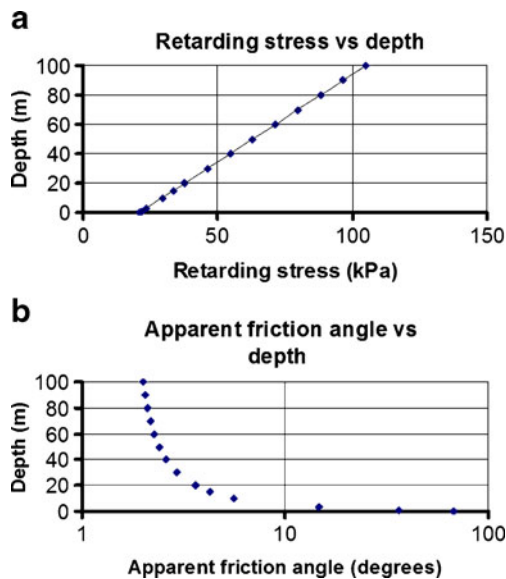 a
Retarding stress vs depth
100
80
60
40
20
0
0 50 100 150
Depth (m)
Retarding stress (kPa)
b
Apparent friction angle vs
depth
100
80
60
40
20
0
1 10 100
Depth (m)
Apparent friction angle (degrees)